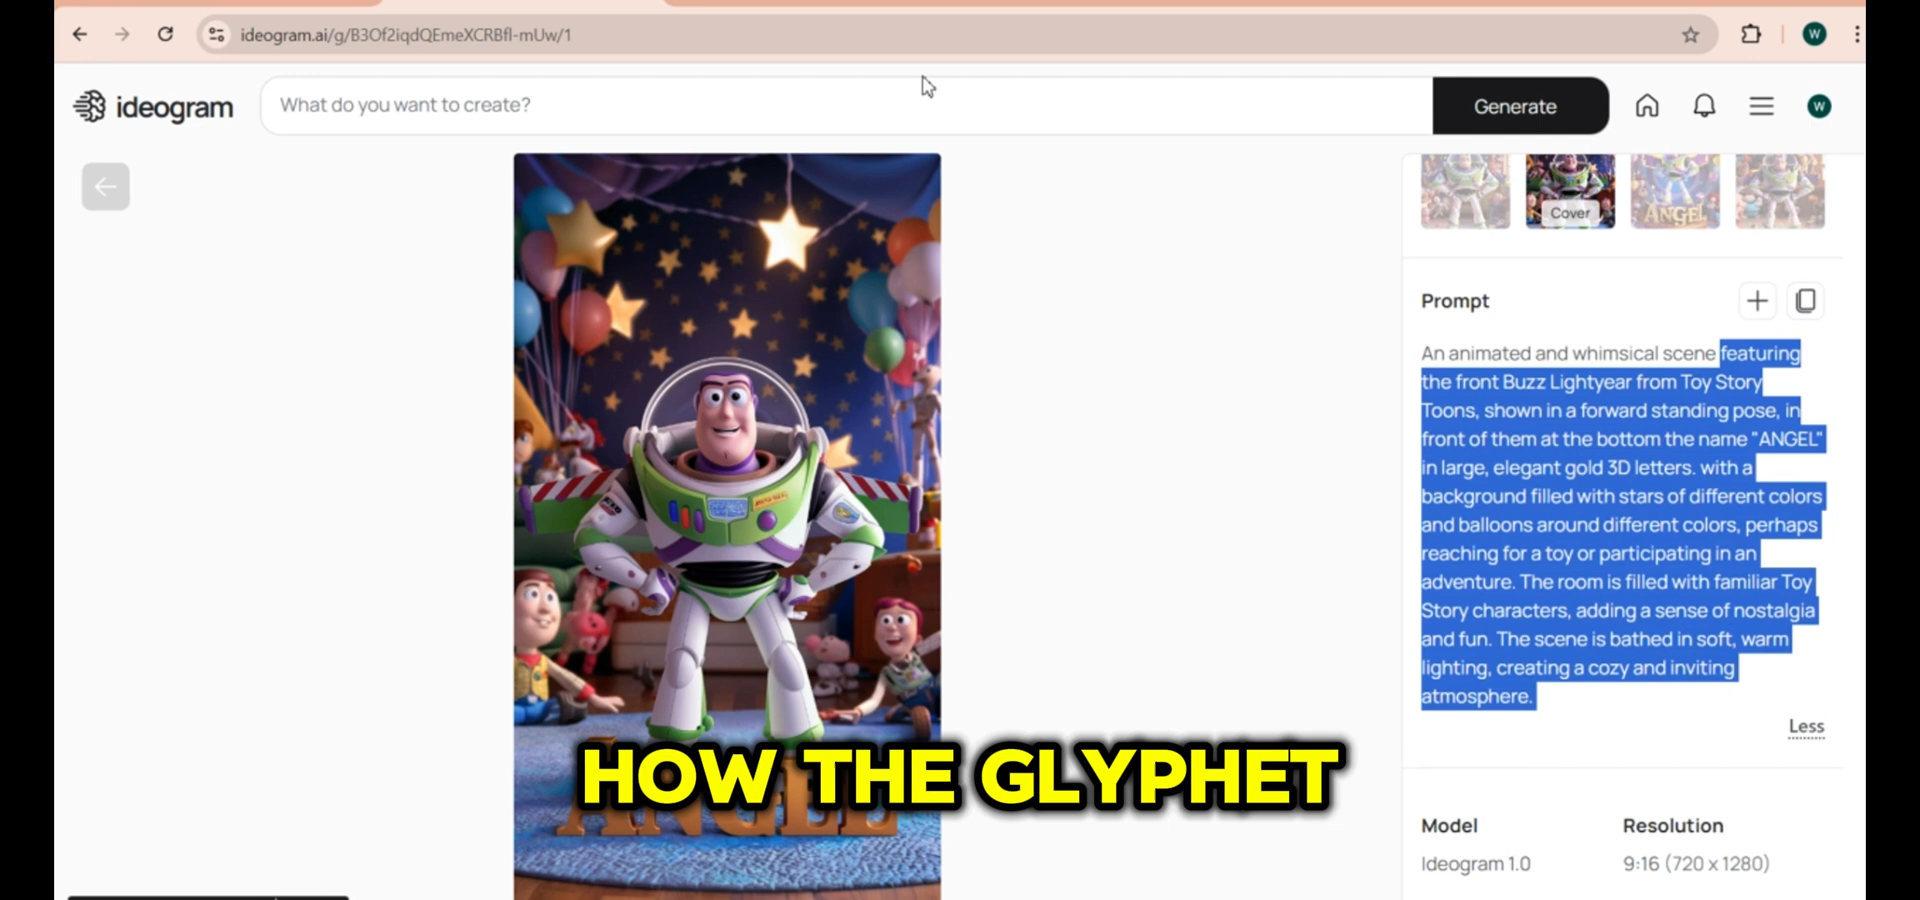 ideogram.ai/g/B3Of2iqdQEmeXCRBfl-mUw/1
W
ideogram
What do you want to create?
Generate
W
Cover
ANGEL
Prompt
An animated and whimsical scene featuring
the front Buzz Lightyear from Toy Story
Toons, shown in a forward standing pose, in
front of them at the bottom the name "ANGEL"
in large, elegant gold 3D letters. with a
background filled with stars of different colors
and balloons around different colors, perhaps
reaching for a toy or participating in an
adventure. The room is filled with familiar Toy
Story characters, adding a sense of nostalgia
and fun. The scene is bathed in soft, warm
lighting, creating a cozy and inviting
atmosphere.
Less
HOW THE GLYPHET
ANGEL
Model
Resolution
Ideogram 1.0
9:16 (720 x 1280)